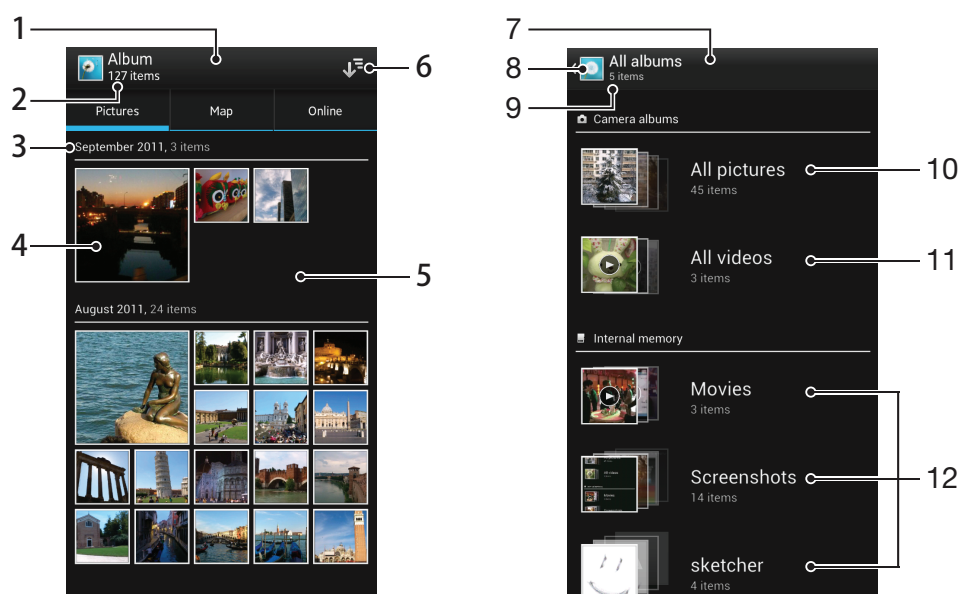 1
Album
127 items
2
6
Pictures
Map
Online
3
September 2011, 3 items
4
5
August 2011, 24 items
7
8
All albums
5 items
9
Camera albums
All pictures
45 items
10
All videos
3 items
11
Internal memory
Movies
3 items
Screenshots
14 items
12
sketcher
4 items